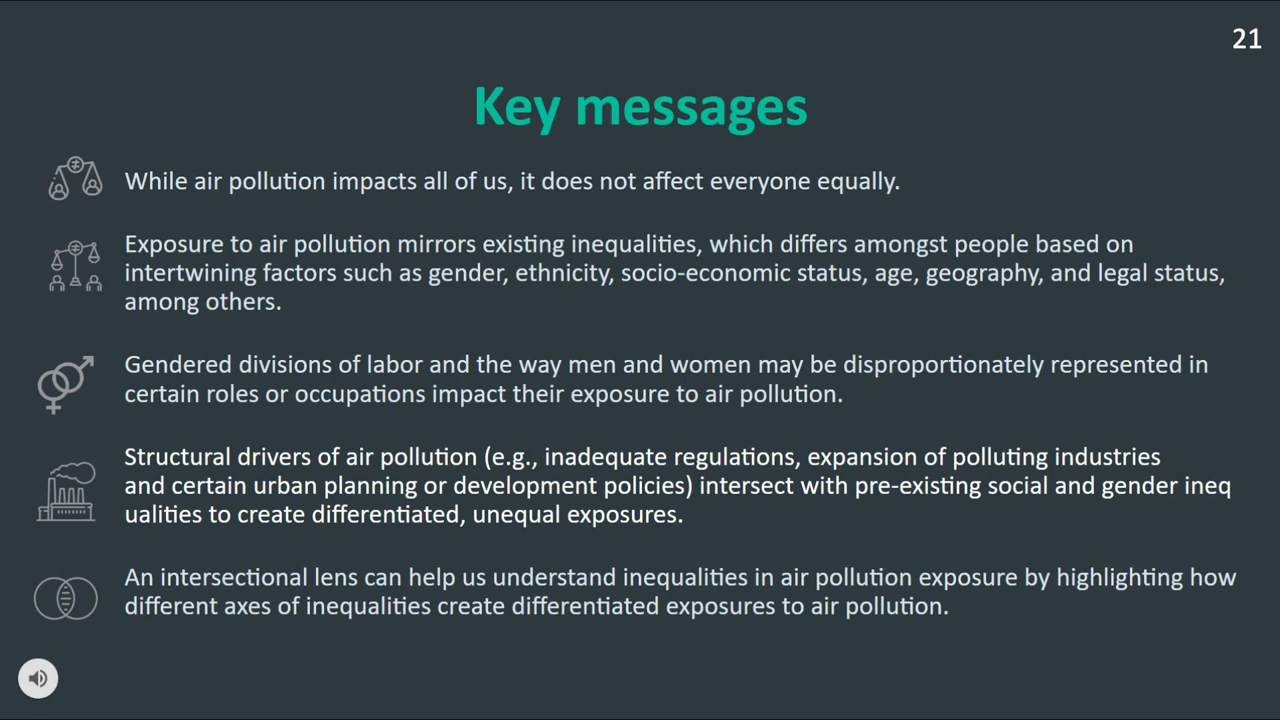 21
Key messages
While air pollution impacts all of us, it does not affect everyone equally.
Exposure to air pollution mirrors existing inequalities, which differs amongst people based on
intertwining factors such as gender, ethnicity, socio-economic status, age, geography, and legal status,
among others.
Gendered divisions of labor and the way men and women may be disproportionately represented in
certain roles or occupations impact their exposure to air pollution.
Structural drivers of air pollution (e.g., inadequate regulations, expansion of polluting industries
and certain urban planning or development policies) intersect with pre-existing social and gender ineq
ualities to create differentiated, unequal exposures.
An intersectional lens can help us understand inequalities in air pollution exposure by highlighting how
different axes of inequalities create differentiated exposures to air pollution.